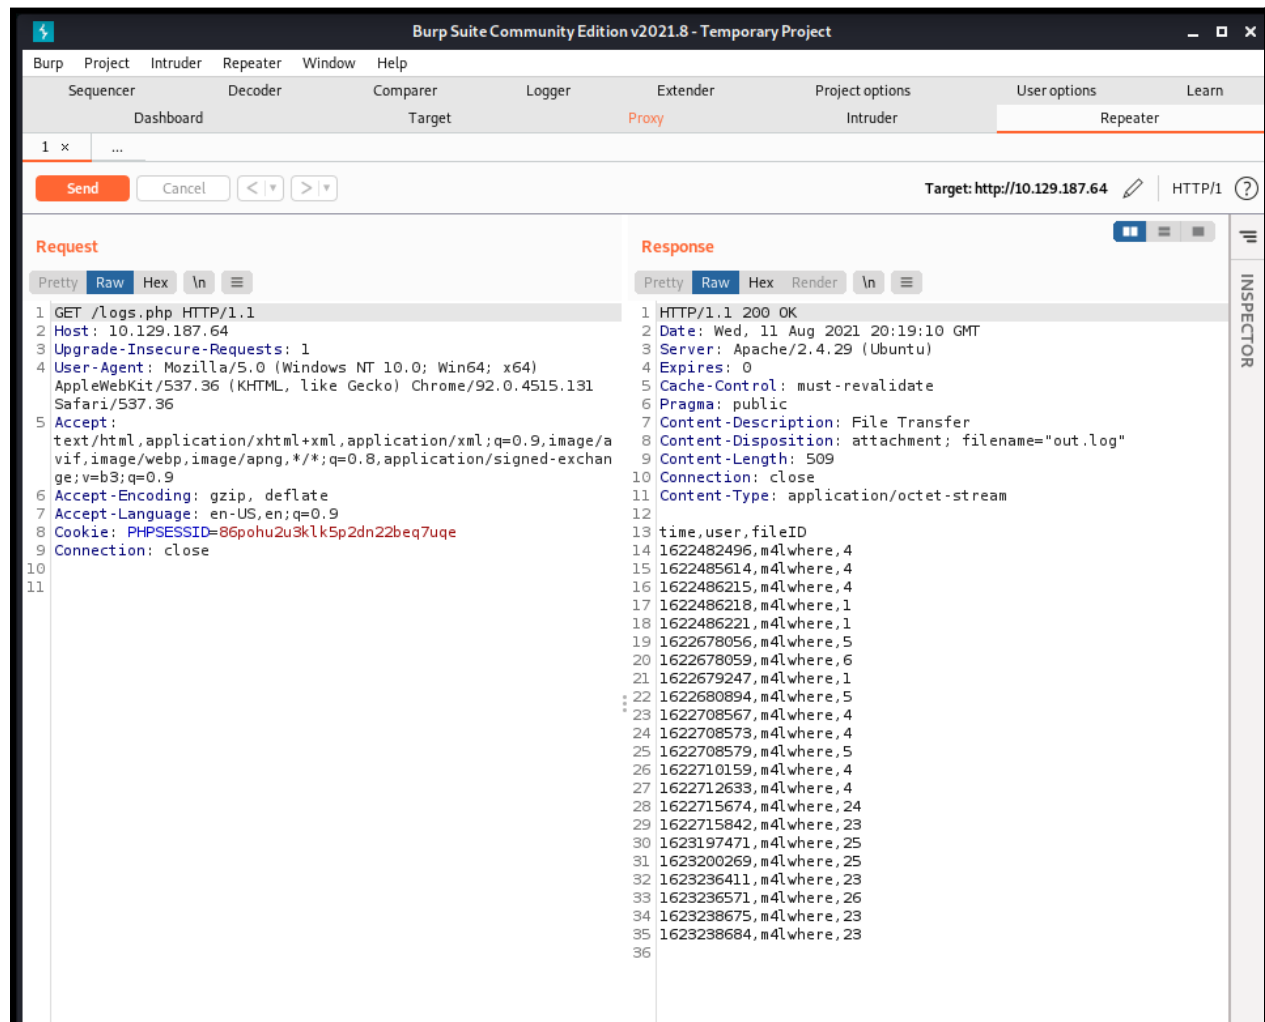 Burp Suite Community Edition v2021.8 - Temporary Project
Burp Project Intruder Repeater Window Help
Sequencer Decoder Comparer Logger Extender Project options User options Learn
Dashboard Target Proxy Intruder Repeater
1 × ...
Send Cancel < > Target: http://10.129.187.64 HTTP/1 ?
Request
Pretty Raw Hex \n
1 GET /logs.php HTTP/1.1
2 Host: 10.129.187.64
3 Upgrade-Insecure-Requests: 1
4 User-Agent: Mozilla/5.0 (Windows NT 10.0; Win64; x64)
AppleWebKit/537.36 (KHTML, like Gecko) Chrome/92.0.4515.131
Safari/537.36
5 Accept:
text/html,application/xhtml+xml,application/xml;q=0.9,image/a
vif,image/webp,image/apng,*/*;q=0.8,application/signed-exchan
ge;v=b3;q=0.9
6 Accept-Encoding: gzip, deflate
7 Accept-Language: en-US,en;q=0.9
8 Cookie: PHPSESSID=86pohu2u3klk5p2dn22beq7uqe
9 Connection: close
10
11
Response
Pretty Raw Hex Render \n
1 HTTP/1.1 200 OK
2 Date: Wed, 11 Aug 2021 20:19:10 GMT
3 Server: Apache/2.4.29 (Ubuntu)
4 Expires: 0
5 Cache-Control: must-revalidate
6 Pragma: public
7 Content-Description: File Transfer
8 Content-Disposition: attachment; filename="out.log"
9 Content-Length: 509
10 Connection: close
11 Content-Type: application/octet-stream
12
13 time,user,fileID
14 1622482496,m4lwhere,4
15 1622485614,m4lwhere,4
16 1622486215,m4lwhere,4
17 1622486218,m4lwhere,1
18 1622486221,m4lwhere,1
19 1622678056,m4lwhere,5
20 1622678059,m4lwhere,6
21 1622679247,m4lwhere,1
22 1622680894,m4lwhere,5
23 1622708567,m4lwhere,4
24 1622708573,m4lwhere,4
25 1622708579,m4lwhere,5
26 1622710159,m4lwhere,4
27 1622712633,m4lwhere,4
28 1622715674,m4lwhere,24
29 1622715842,m4lwhere,23
30 1623197471,m4lwhere,25
31 1623200269,m4lwhere,25
32 1623236411,m4lwhere,23
33 1623236571,m4lwhere,26
34 1623238675,m4lwhere,23
35 1623238684,m4lwhere,23
36
INSPECTOR